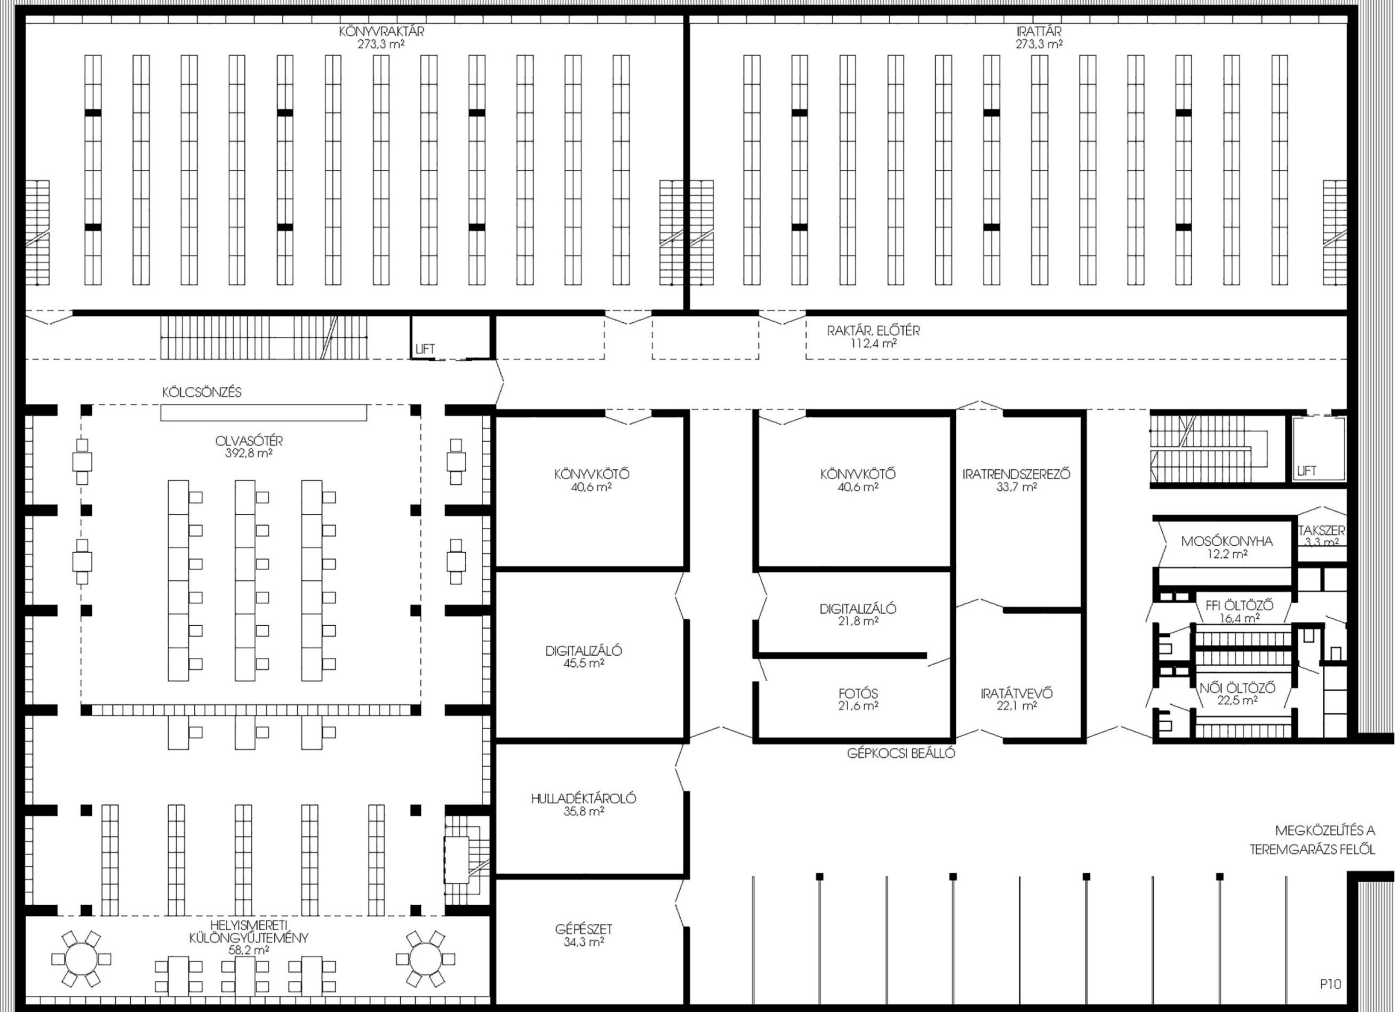 KÖNYVRAKTÁR
273,3 m²
IRATTÁR
273,3 m²
RAKTÁR, ELŐTÉR
112,4 m²
LIFT
KÖLCSÖNZÉS
OLVASÓTÉR
392,8 m²
KÖNYVKÖTŐ
40,6 m²
KÖNYVKÖTŐ
40,6 m²
IRATRENDSZEREZŐ
33,7 m²
LIFT
MOSÓKONYHA
12,2 m²
TAKSZER
3,3 m²
DIGITALIZÁLÓ
21,8 m²
FFI ÖLTÖZŐ
16,4 m²
DIGITALIZÁLÓ
45,5 m²
FOTÓS
21,6 m²
IRATÁTVEVŐ
22,1 m²
NŐI ÖLTÖZŐ
22,5 m²
GÉPKOCSI BEÁLLÓ
HULLADÉKTÁROLÓ
35,8 m²
MEGKÖZELÍTÉS A
TEREMGARÁZS FELŐL
HELYISMERETI
KÜLÖNGYŰJTEMÉNY
58,2 m²
GÉPÉSZET
34,3 m²
P10